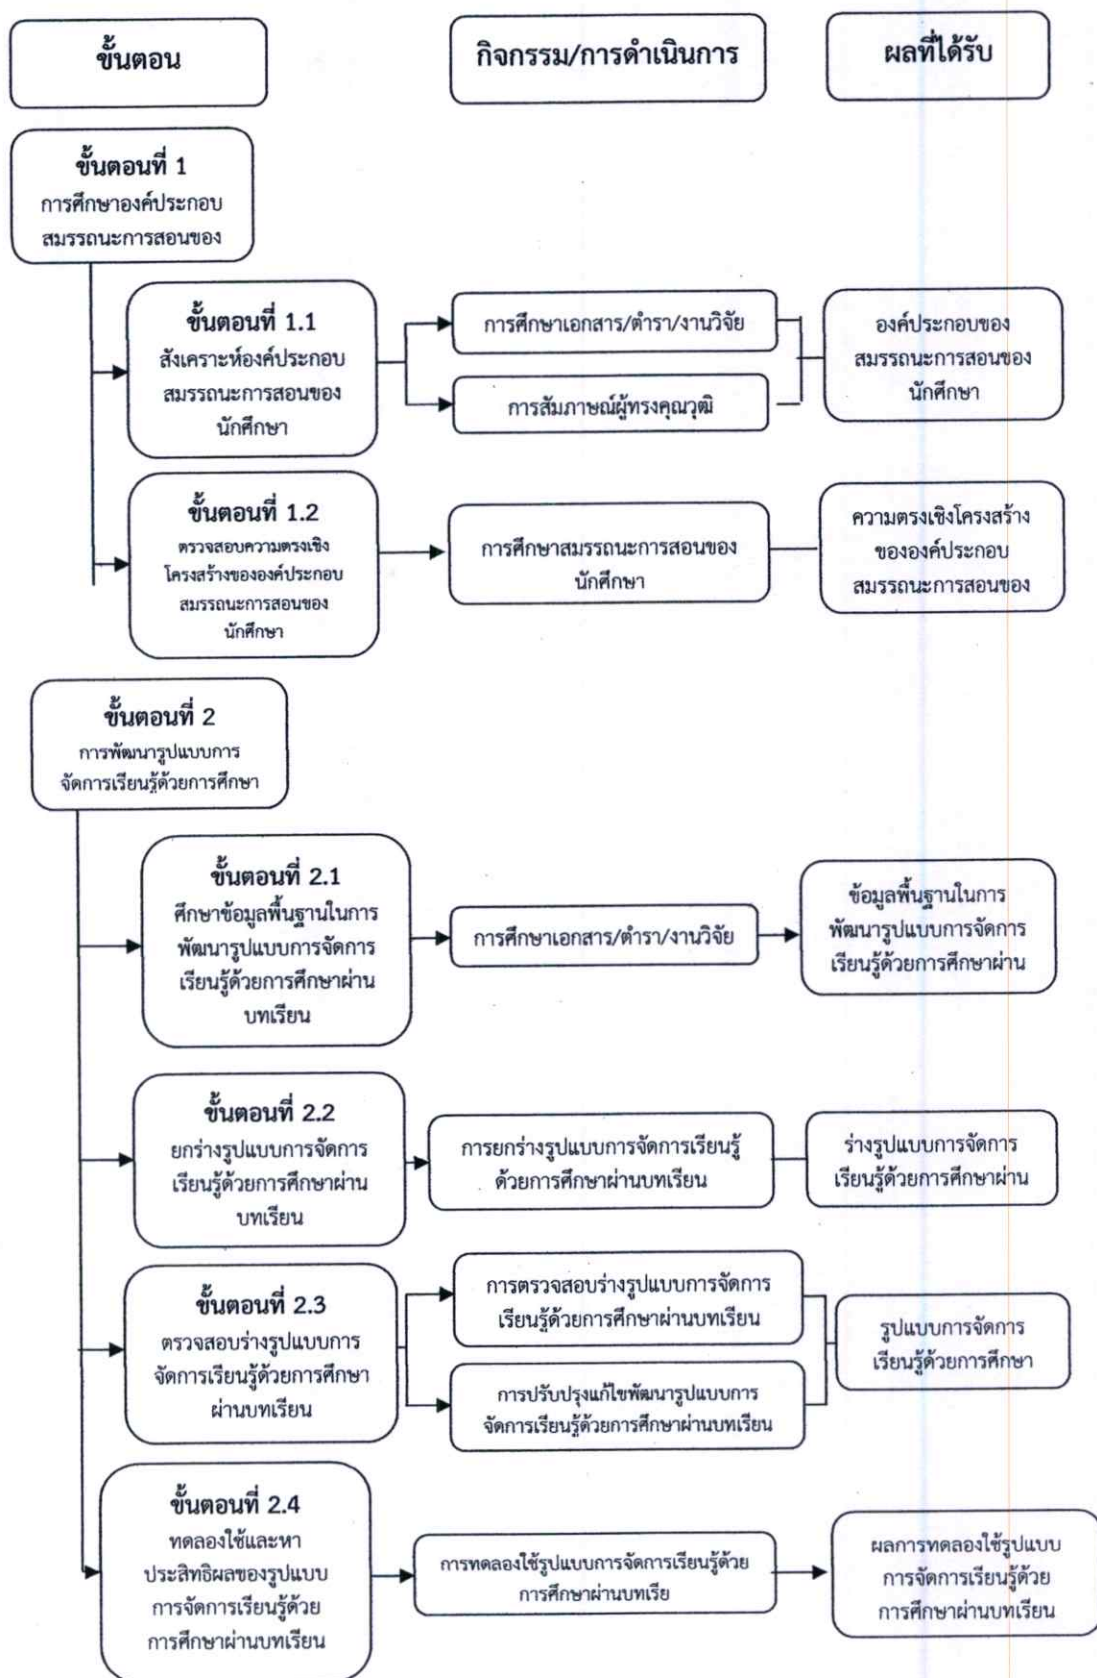 ขั้นตอน
กิจกรรม/การดำเนินการ
ผลที่ได้รับ
ขั้นตอนที่ 1
การศึกษาองค์ประกอบ
สมรรถนะการสอนของ
ขั้นตอนที่ 1.1
สังเคราะห์องค์ประกอบ
สมรรถนะการสอนของ
นักศึกษา
การศึกษาเอกสาร/ตำรา/งานวิจัย
การสัมภาษณ์ผู้ทรงคุณวุฒิ
องค์ประกอบของ
สมรรถนะการสอนของ
นักศึกษา
ขั้นตอนที่ 1.2
ตรวจสอบความตรงเชิง
โครงสร้างขององค์ประกอบ
สมรรถนะการสอนของ
นักศึกษา
การศึกษาสมรรถนะการสอนของ
นักศึกษา
ความตรงเชิงโครงสร้าง
ขององค์ประกอบ
สมรรถนะการสอนของ
ขั้นตอนที่ 2
การพัฒนารูปแบบการ
จัดการเรียนรู้ด้วยการศึกษา
ขั้นตอนที่ 2.1
ศึกษาข้อมูลพื้นฐานในการ
พัฒนารูปแบบการจัดการ
เรียนรู้ด้วยการศึกษาผ่าน
บทเรียน
การศึกษาเอกสาร/ตำรา/งานวิจัย
ข้อมูลพื้นฐานในการ
พัฒนารูปแบบการจัดการ
เรียนรู้ด้วยการศึกษาผ่าน
ขั้นตอนที่ 2.2
ยกร่างรูปแบบการจัดการ
เรียนรู้ด้วยการศึกษาผ่าน
บทเรียน
การยกร่างรูปแบบการจัดการเรียนรู้
ด้วยการศึกษาผ่านบทเรียน
ร่างรูปแบบการจัดการ
เรียนรู้ด้วยการศึกษาผ่าน
ขั้นตอนที่ 2.3
ตรวจสอบร่างรูปแบบการ
จัดการเรียนรู้ด้วยการศึกษา
ผ่านบทเรียน
การตรวจสอบร่างรูปแบบการจัดการ
เรียนรู้ด้วยการศึกษาผ่านบทเรียน
การปรับปรุงแก้ไขพัฒนารูปแบบการ
จัดการเรียนรู้ด้วยการศึกษาผ่านบทเรียน
รูปแบบการจัดการ
เรียนรู้ด้วยการศึกษา
ขั้นตอนที่ 2.4
ทดลองใช้และหา
ประสิทธิผลของรูปแบบ
การจัดการเรียนรู้ด้วย
การศึกษาผ่านบทเรียน
การทดลองใช้รูปแบบการจัดการเรียนรู้ด้วย
การศึกษาผ่านบทเรีย
ผลการทดลองใช้รูปแบบ
การจัดการเรียนรู้ด้วย
การศึกษาผ่านบทเรียน